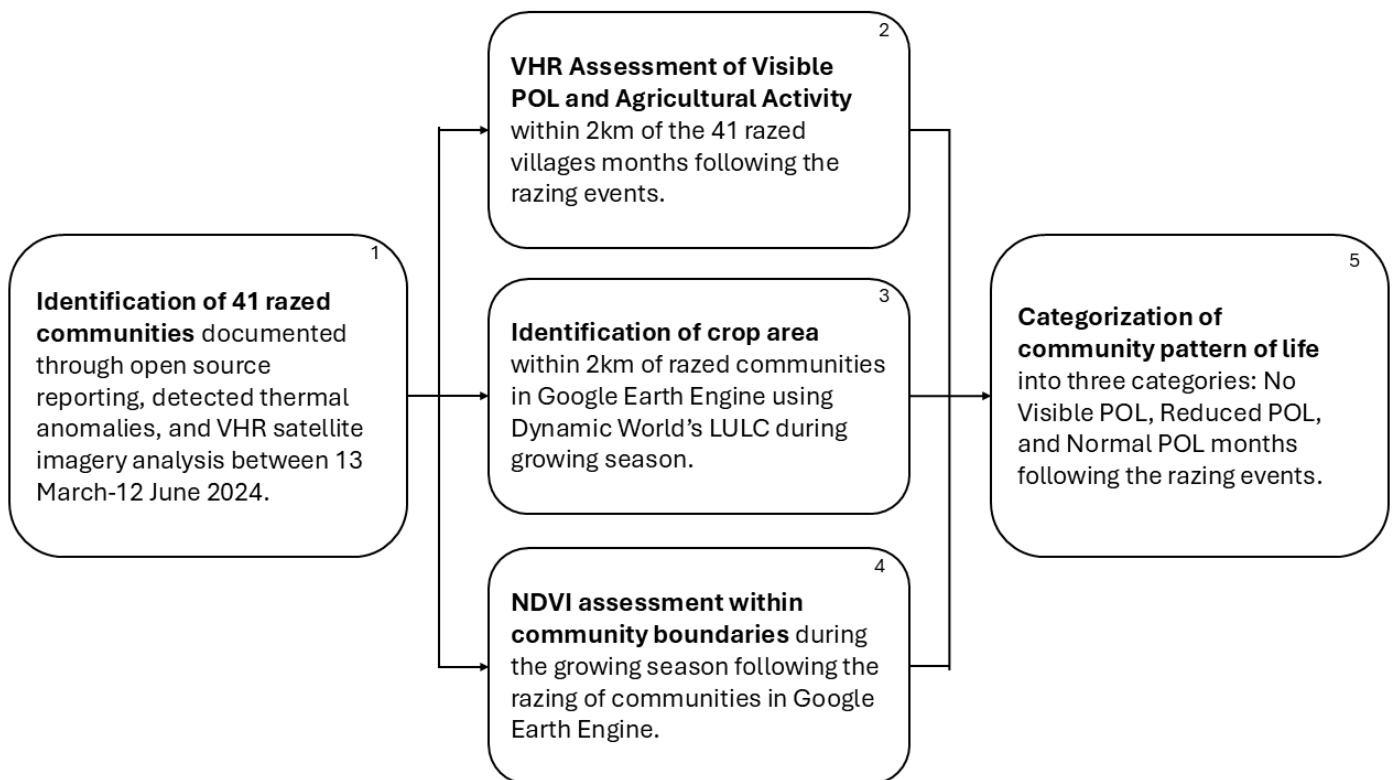 1
Identification of 41 razed
communities documented
through open source
reporting, detected thermal
anomalies, and VHR satellite
imagery analysis between 13
March-12 June 2024.
2
VHR Assessment of Visible
POL and Agricultural Activity
within 2km of the 41 razed
villages months following the
razing events.
3
Identification of crop area
within 2km of razed communities
in Google Earth Engine using
Dynamic World’s LULC during
growing season.
4
NDVI assessment within
community boundaries during
the growing season following the
razing of communities in Google
Earth Engine.
5
Categorization of
community pattern of life
into three categories: No
Visible POL, Reduced POL,
and Normal POL months
following the razing events.